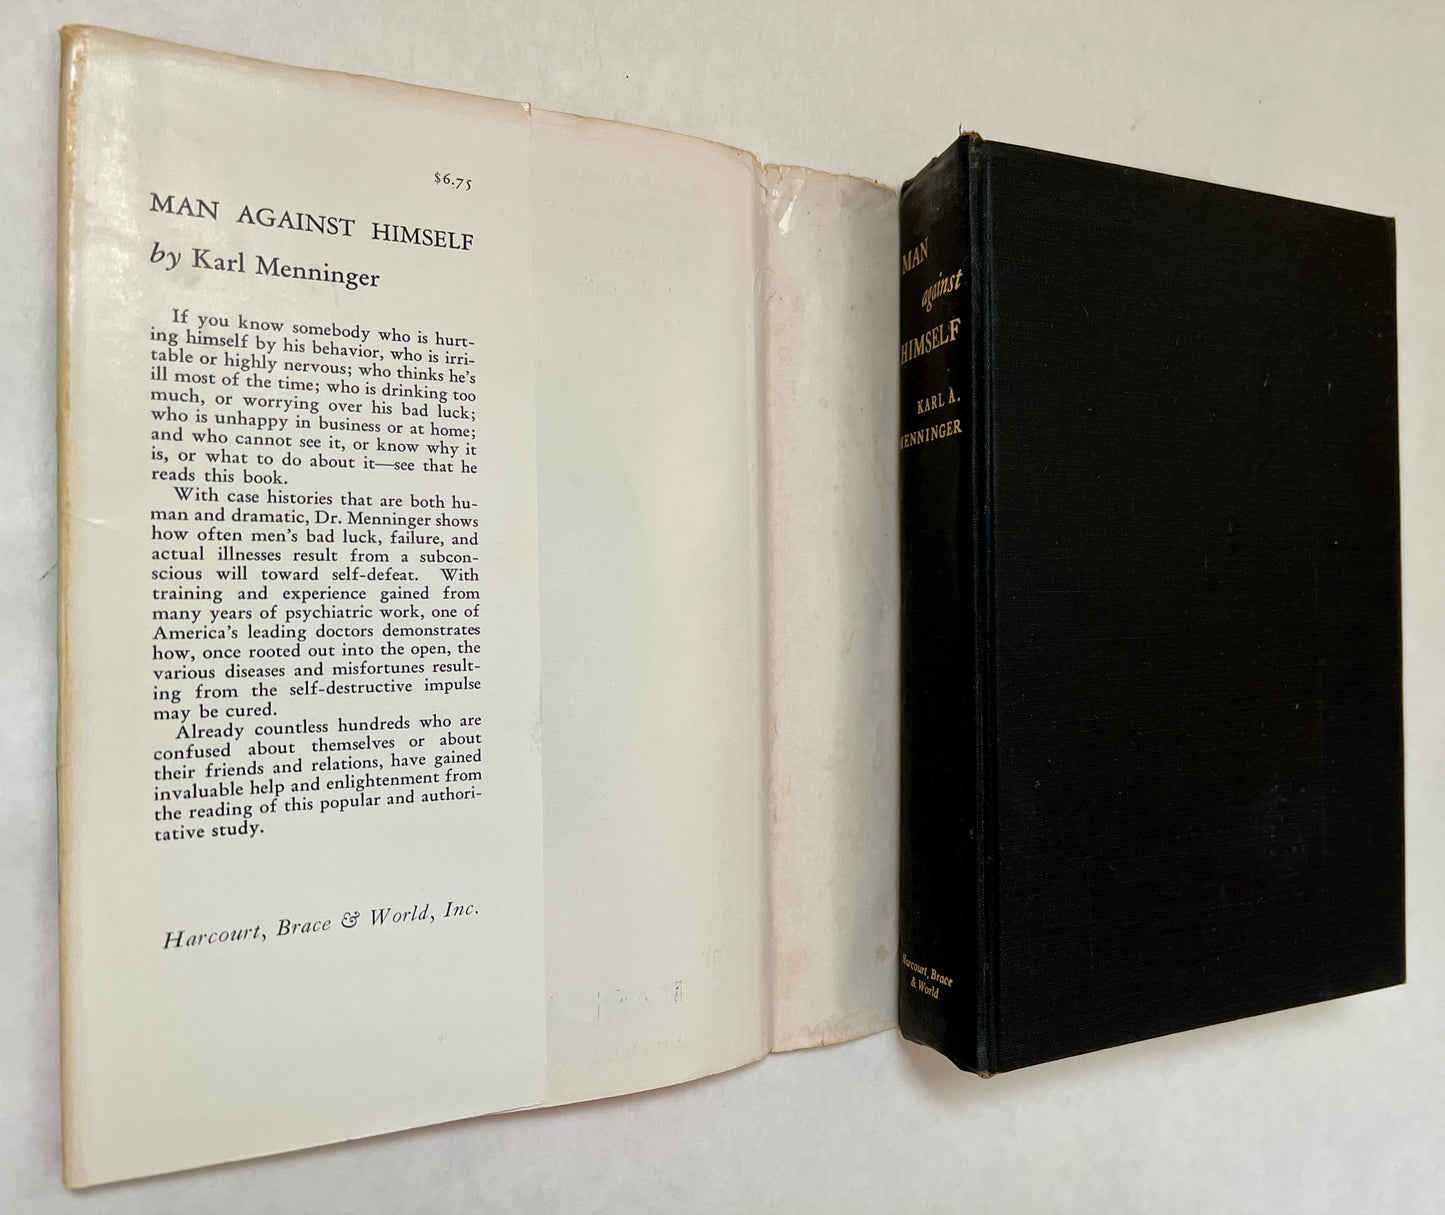 $6.75
MAN AGAINST HIMSELF
by Karl Menninger
If you know somebody who is hurt-
ing himself by his behavior, who is irri-
table or highly nervous; who thinks he's
ill most of the time; who is drinking too
much, or worrying over his bad luck;
who is unhappy in business or at home;
and who cannot see it, or know why it
is, or what to do about it—see that he
reads this book.
With case histories that are both hu-
man and dramatic, Dr. Menninger shows
how often men's bad luck, failure, and
actual illnesses result from a subcon-
scious will toward self-defeat. With
training and experience gained from
many years of psychiatric work, one of
America's leading doctors demonstrates
how, once rooted out into the open, the
various diseases and misfortunes result-
ing from the self-destructive impulse
may be cured.
Already countless hundreds who are
confused about themselves or about
their friends and relations, have gained
invaluable help and enlightenment from
the reading of this popular and authori-
tative study.
Harcourt, Brace & World, Inc.
MAN
against
HIMSELF
KARL A.
MENNINGER
Harcourt, Brace
& World